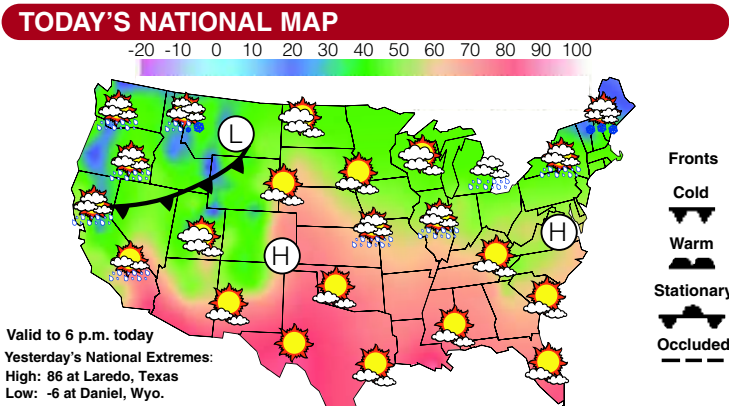 TODAY'S NATIONAL MAP
-20 -10 0 10 20 30 40 50 60 70 80 90 100
L
H
H
Fronts
Cold
Warm
Stationary
Occluded
Valid to 6 p.m. today
Yesterday's National Extremes:
High: 86 at Laredo, Texas
Low: -6 at Daniel, Wyo.